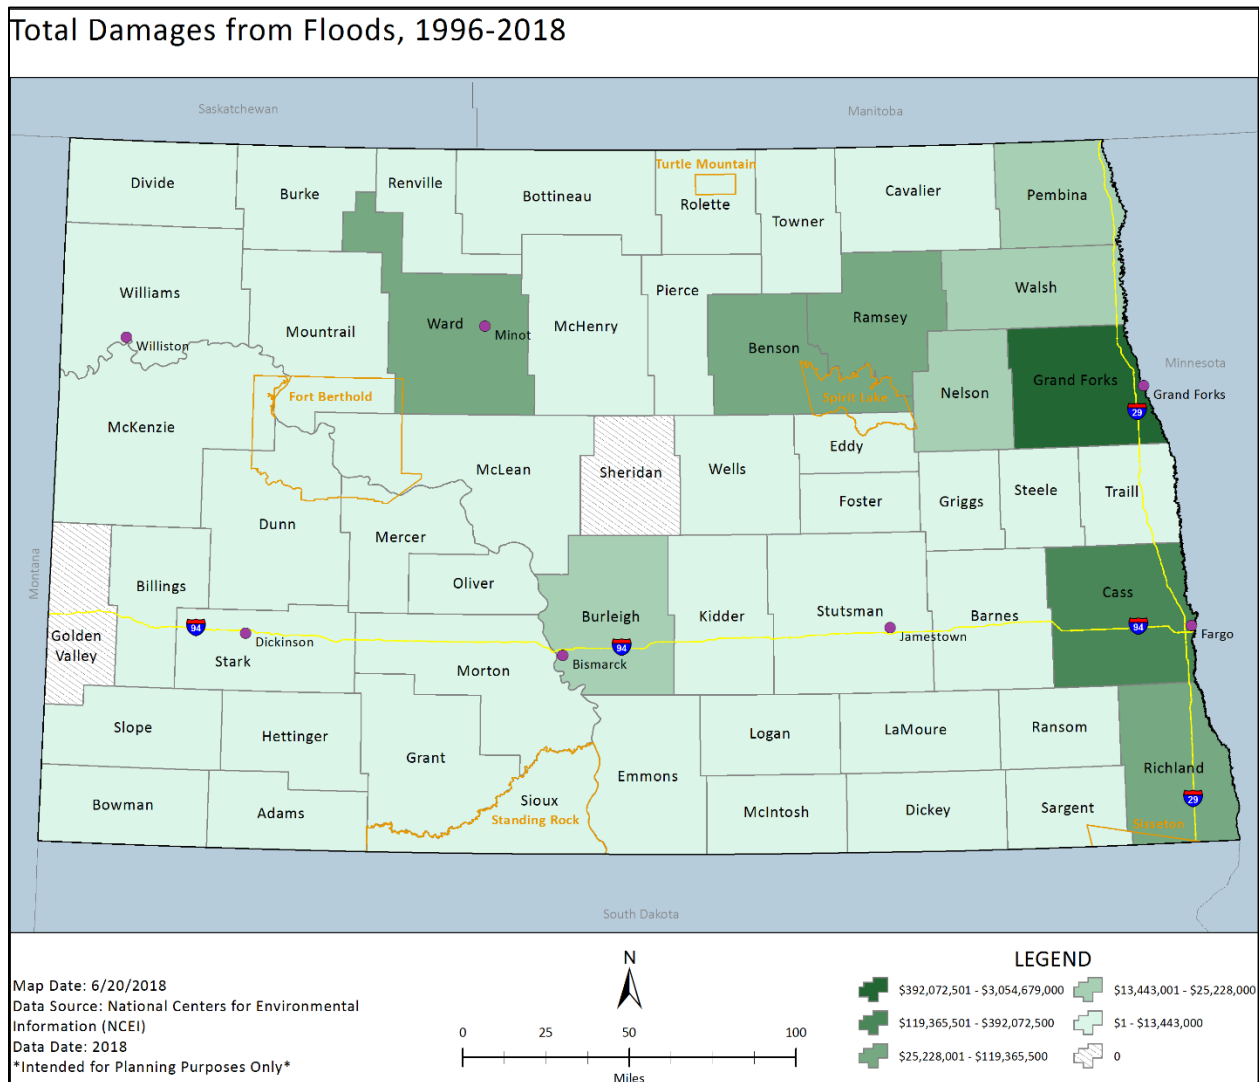 Total Damages from Floods, 1996-2018
Saskatchewan
Manitoba
Divide
Burke
Renville
Bottineau
Turtle Mountain
Rolette
Towner
Cavalier
Pembina
Williams
Williston
Mountrail
Ward
Minot
McHenry
Pierce
Benson
Ramsey
Walsh
Nelson
Grand Forks
Minnesota
Grand Forks
29
Fort Berthold
Spirit Lake
McKenzie
McLean
Sheridan
Wells
Eddy
Foster
Griggs
Steele
Traill
Dunn
Mercer
Oliver
Montana
Billings
Golden
Valley
94
Dickinson
Stark
Morton
Burleigh
94
Bismarck
Kidder
Stutsman
Jamestown
Barnes
Cass
94
Fargo
Slope
Hettinger
Grant
Emmons
Logan
LaMoure
Ransom
Richland
Bowman
Adams
Sioux
Standing Rock
McIntosh
Dickey
Sargent
29
Sisseton
South Dakota
Map Date: 6/20/2018
Data Source: National Centers for Environmental
Information (NCEI)
Data Date: 2018
*Intended for Planning Purposes Only*
N
0 25 50 100
Miles
LEGEND
$392,072,501 - $3,054,679,000
$13,443,001 - $25,228,000
$119,365,501 - $392,072,500
$1 - $13,443,000
$25,228,001 - $119,365,500
0